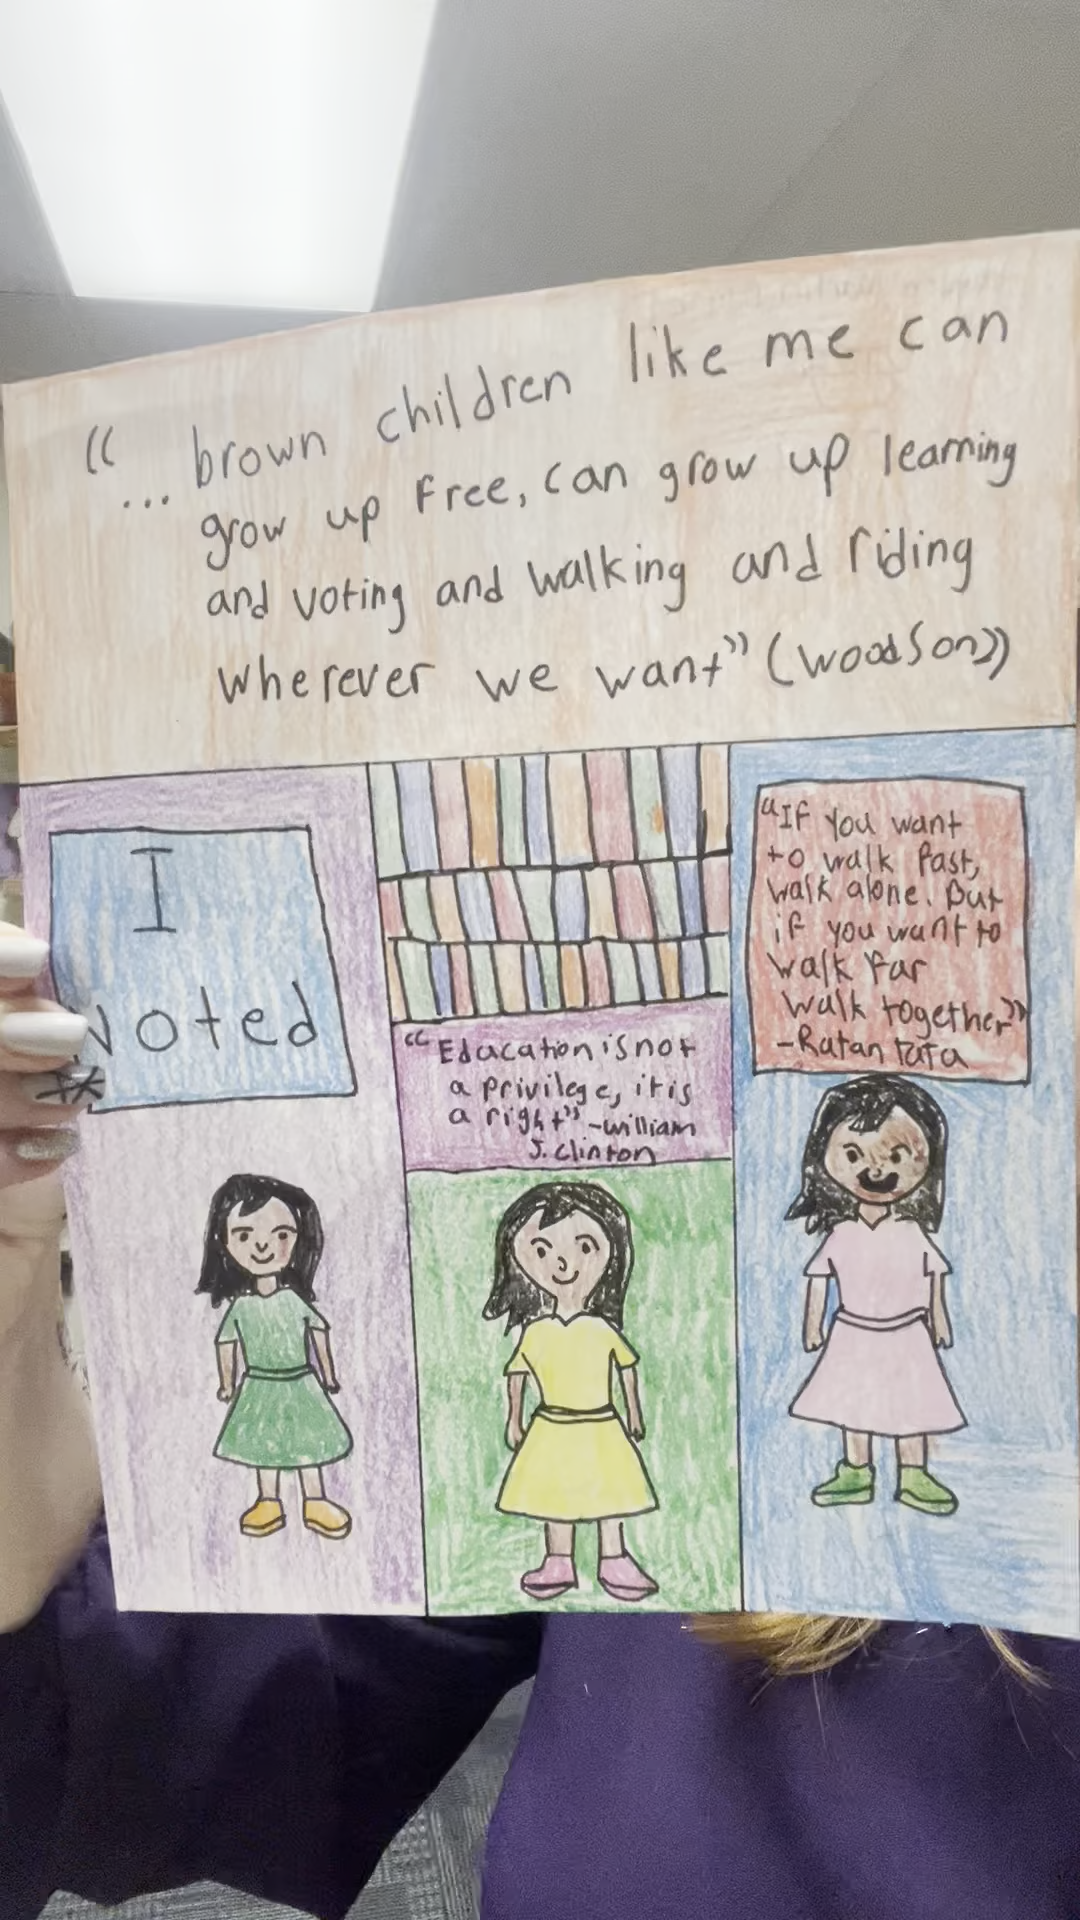 “... brown children like me can
grow up free, can grow up learning
and voting and walking and riding
wherever we want” (Woodson)
I
voted
“Edacation is not
a privilege, it is
a right” -william
J. Clinton
“If you want
to walk fast,
walk alone. But
if you want to
walk far
walk together”
-Ratan Tata